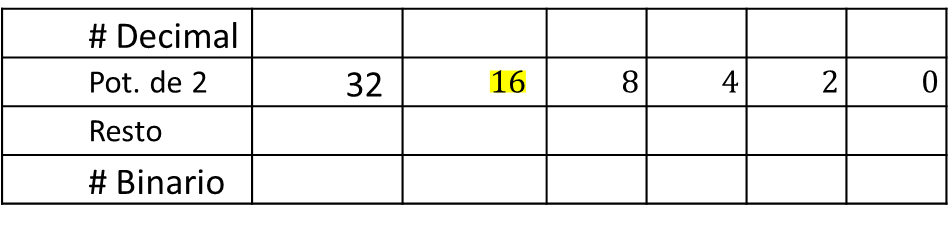 # Decimal
Pot. de 2 32 16 8 4 2 0
Resto
# Binario